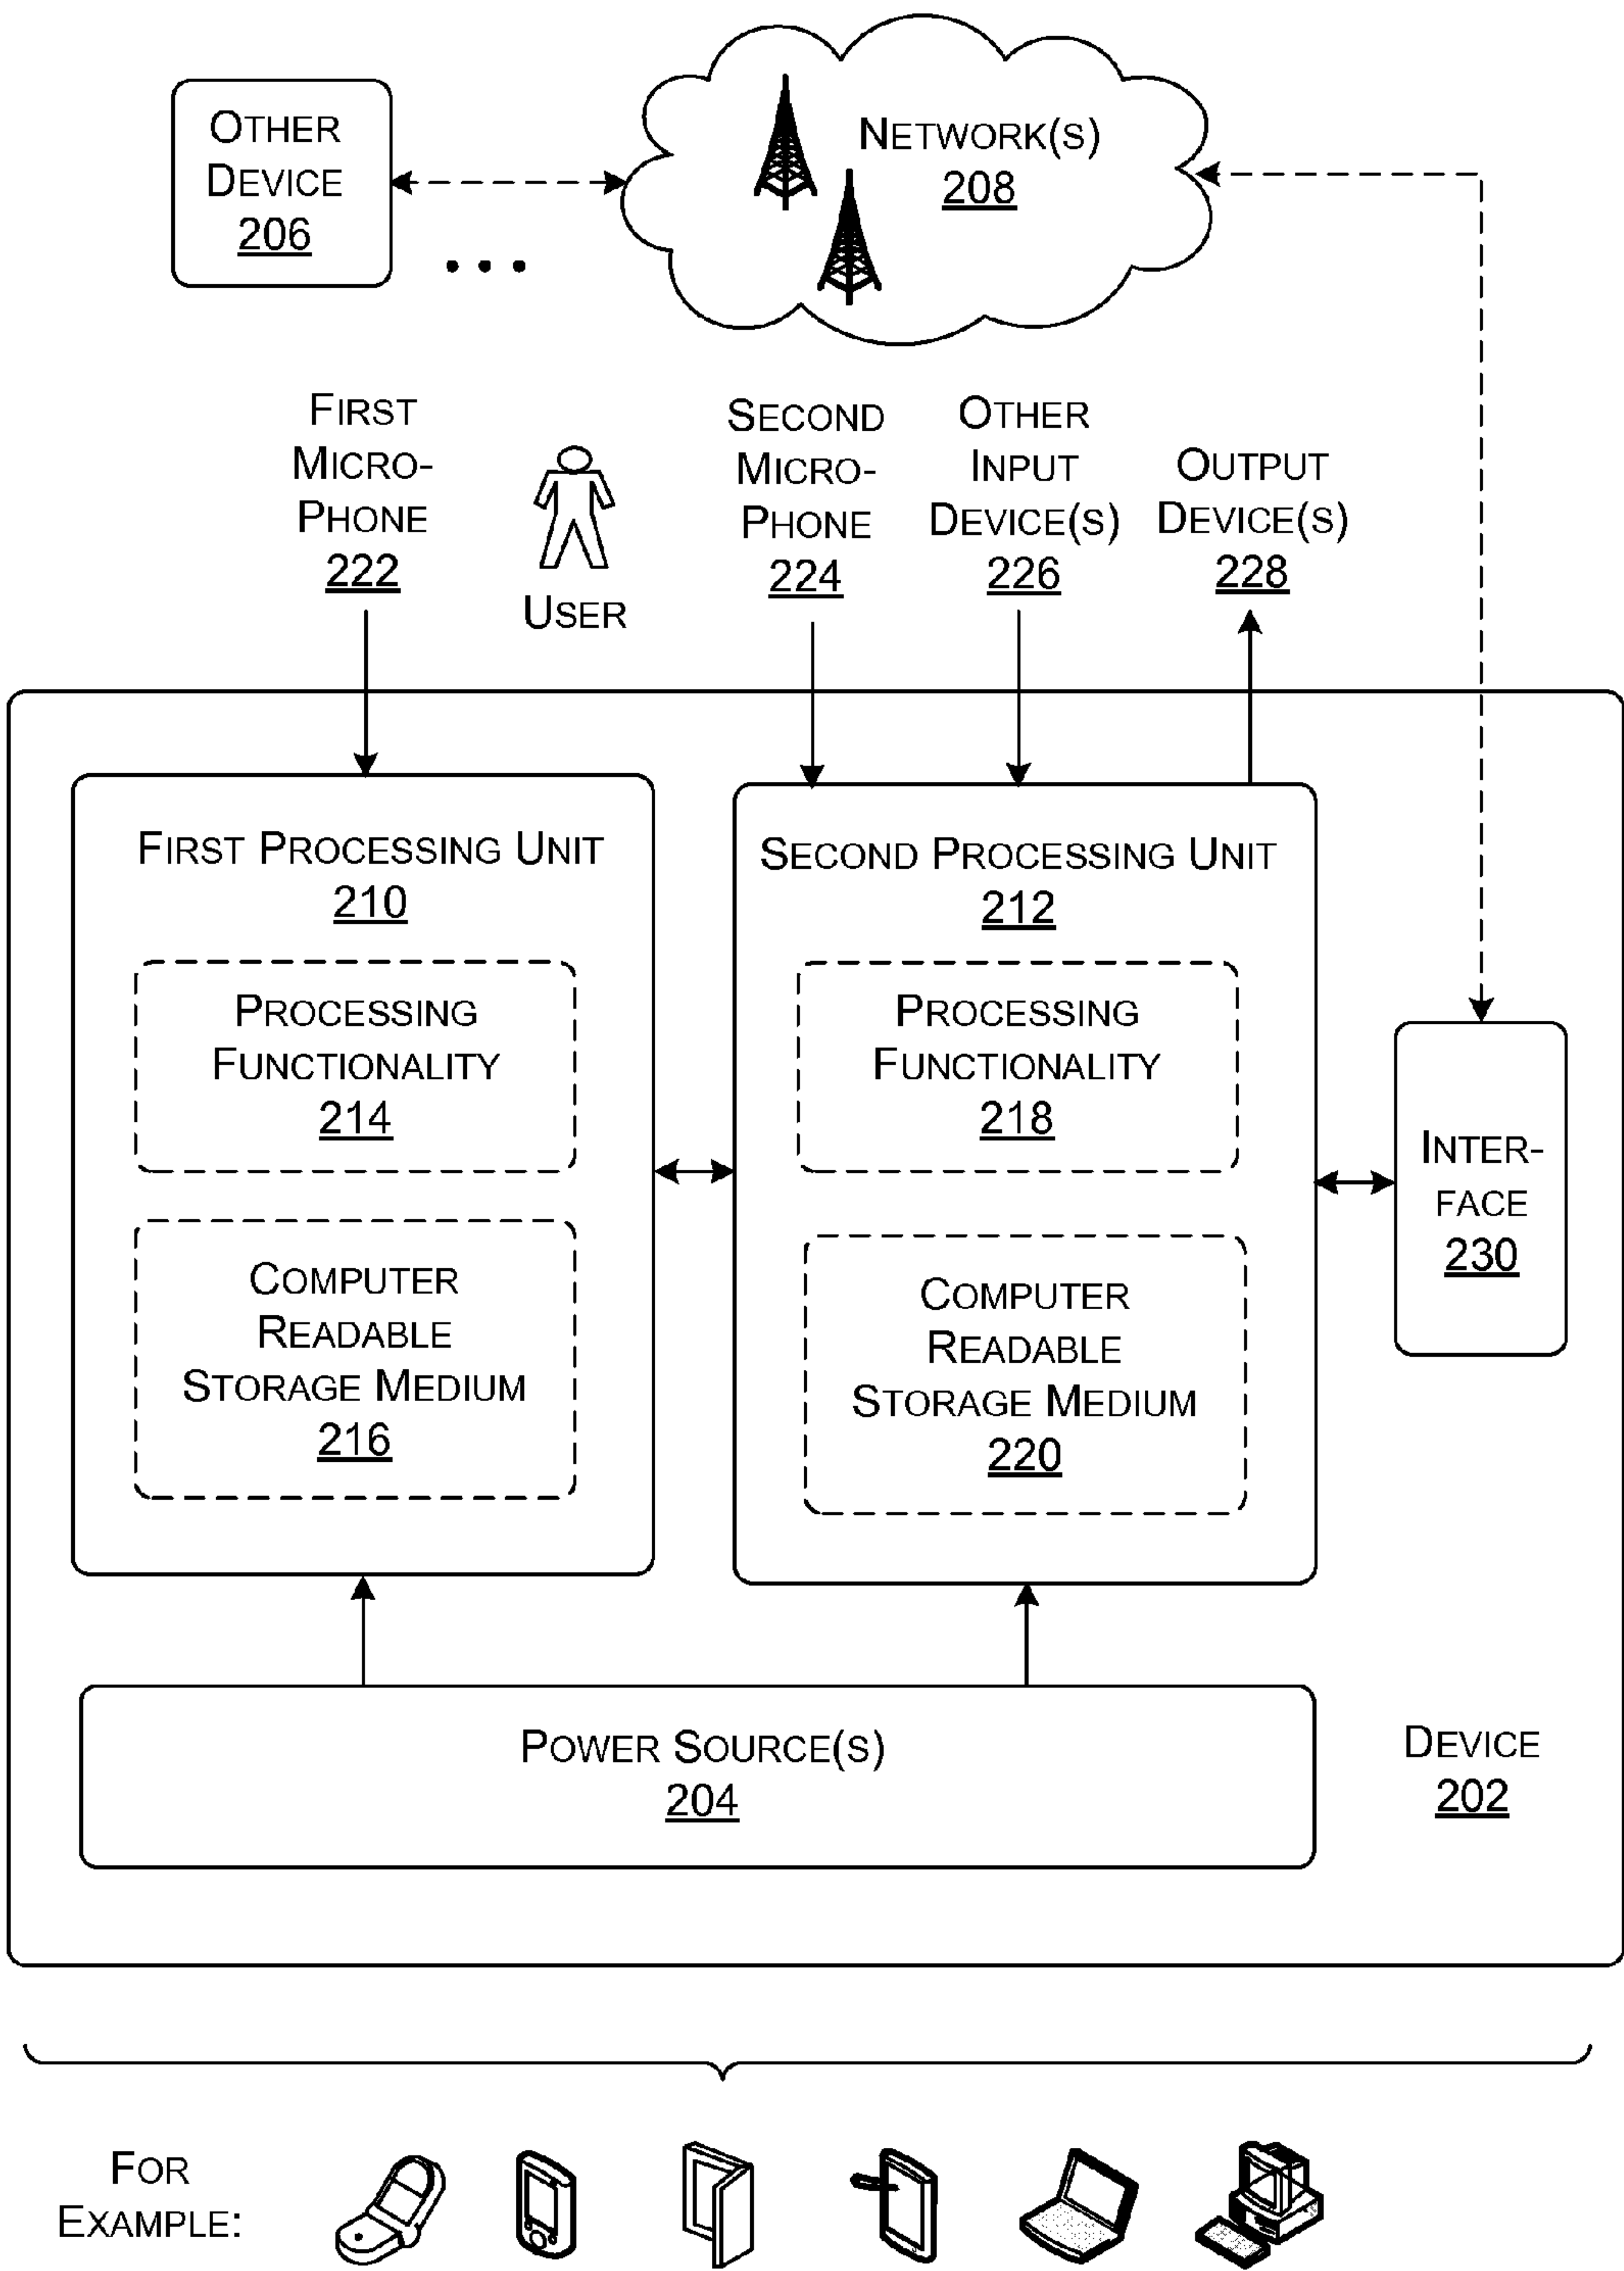 OTHER
DEVICE
206
NETWORK(S)
208
FIRST
MICRO-
PHONE
222
USER
SECOND
MICRO-
PHONE
224
OTHER
INPUT
DEVICE(S)
226
OUTPUT
DEVICE(S)
228
FIRST PROCESSING UNIT
210
PROCESSING
FUNCTIONALITY
214
COMPUTER
READABLE
STORAGE MEDIUM
216
SECOND PROCESSING UNIT
212
PROCESSING
FUNCTIONALITY
218
COMPUTER
READABLE
STORAGE MEDIUM
220
INTER-
FACE
230
POWER SOURCE(S)
204
DEVICE
202
FOR
EXAMPLE: